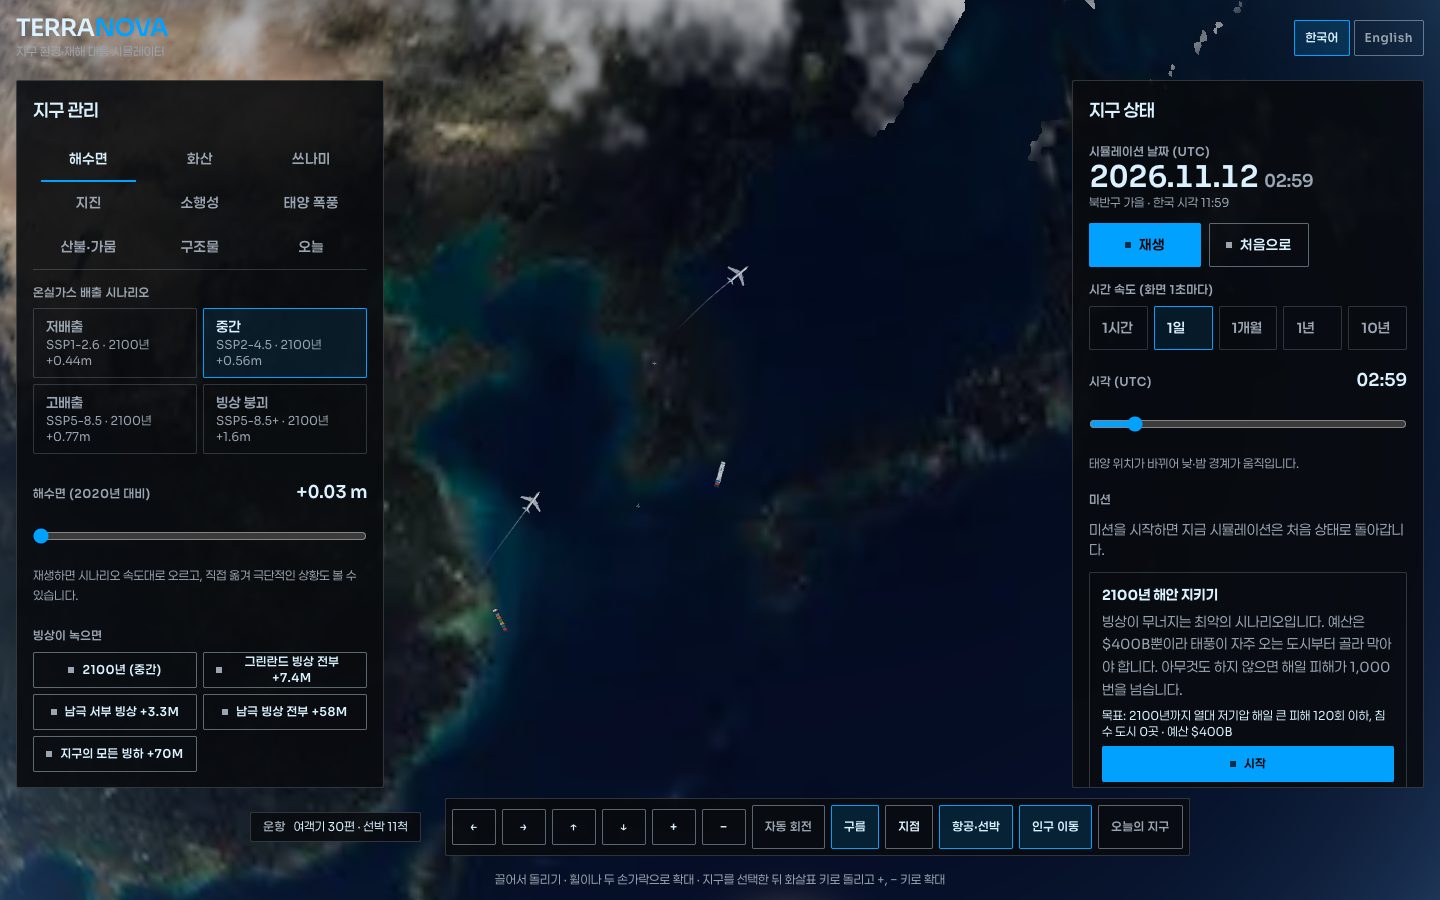 TERRANOVA
지구 환경·재해 대응 시뮬레이터
한국어
English
지구 관리
해수면
화산
쓰나미
지진
소행성
태양 폭풍
산불·가뭄
구조물
오늘
온실가스 배출 시나리오
저배출
SSP1-2.6 · 2100년
+0.44m
중간
SSP2-4.5 · 2100년
+0.56m
고배출
SSP5-8.5 · 2100년
+0.77m
빙상 붕괴
SSP5-8.5+ · 2100년
+1.6m
해수면 (2020년 대비)
+0.03 m
재생하면 시나리오 속도대로 오르고, 직접 옮겨 극단적인 상황도 볼 수
있습니다.
빙상이 녹으면
2100년 (중간)
그린란드 빙상 전부
+7.4M
남극 서부 빙상 +3.3M
남극 빙상 전부 +58M
지구의 모든 빙하 +70M
지구 상태
시뮬레이션 날짜 (UTC)
2026.11.12 02:59
북반구 가을 · 한국 시각 11:59
재생
처음으로
시간 속도 (화면 1초마다)
1시간
1일
1개월
1년
10년
시각 (UTC)
02:59
태양 위치가 바뀌어 낮·밤 경계가 움직입니다.
미션
미션을 시작하면 지금 시뮬레이션은 처음 상태로 돌아갑니
다.
2100년 해안 지키기
빙상이 무너지는 최악의 시나리오입니다. 예산은
$400B뿐이라 태풍이 자주 오는 도시부터 골라 막아
야 합니다. 아무것도 하지 않으면 해일 피해가 1,000
번을 넘습니다.
목표: 2100년까지 열대 저기압 해일 큰 피해 120회 이하, 침
수 도시 0곳 · 예산 $400B
시작
운항 여객기 30편 · 선박 11척
←
→
↑
↓
+
−
자동 회전
구름
지점
항공·선박
인구 이동
오늘의 지구
끌어서 돌리기 · 휠이나 두 손가락으로 확대 · 지구를 선택한 뒤 화살표 키로 돌리고 +, − 키로 확대